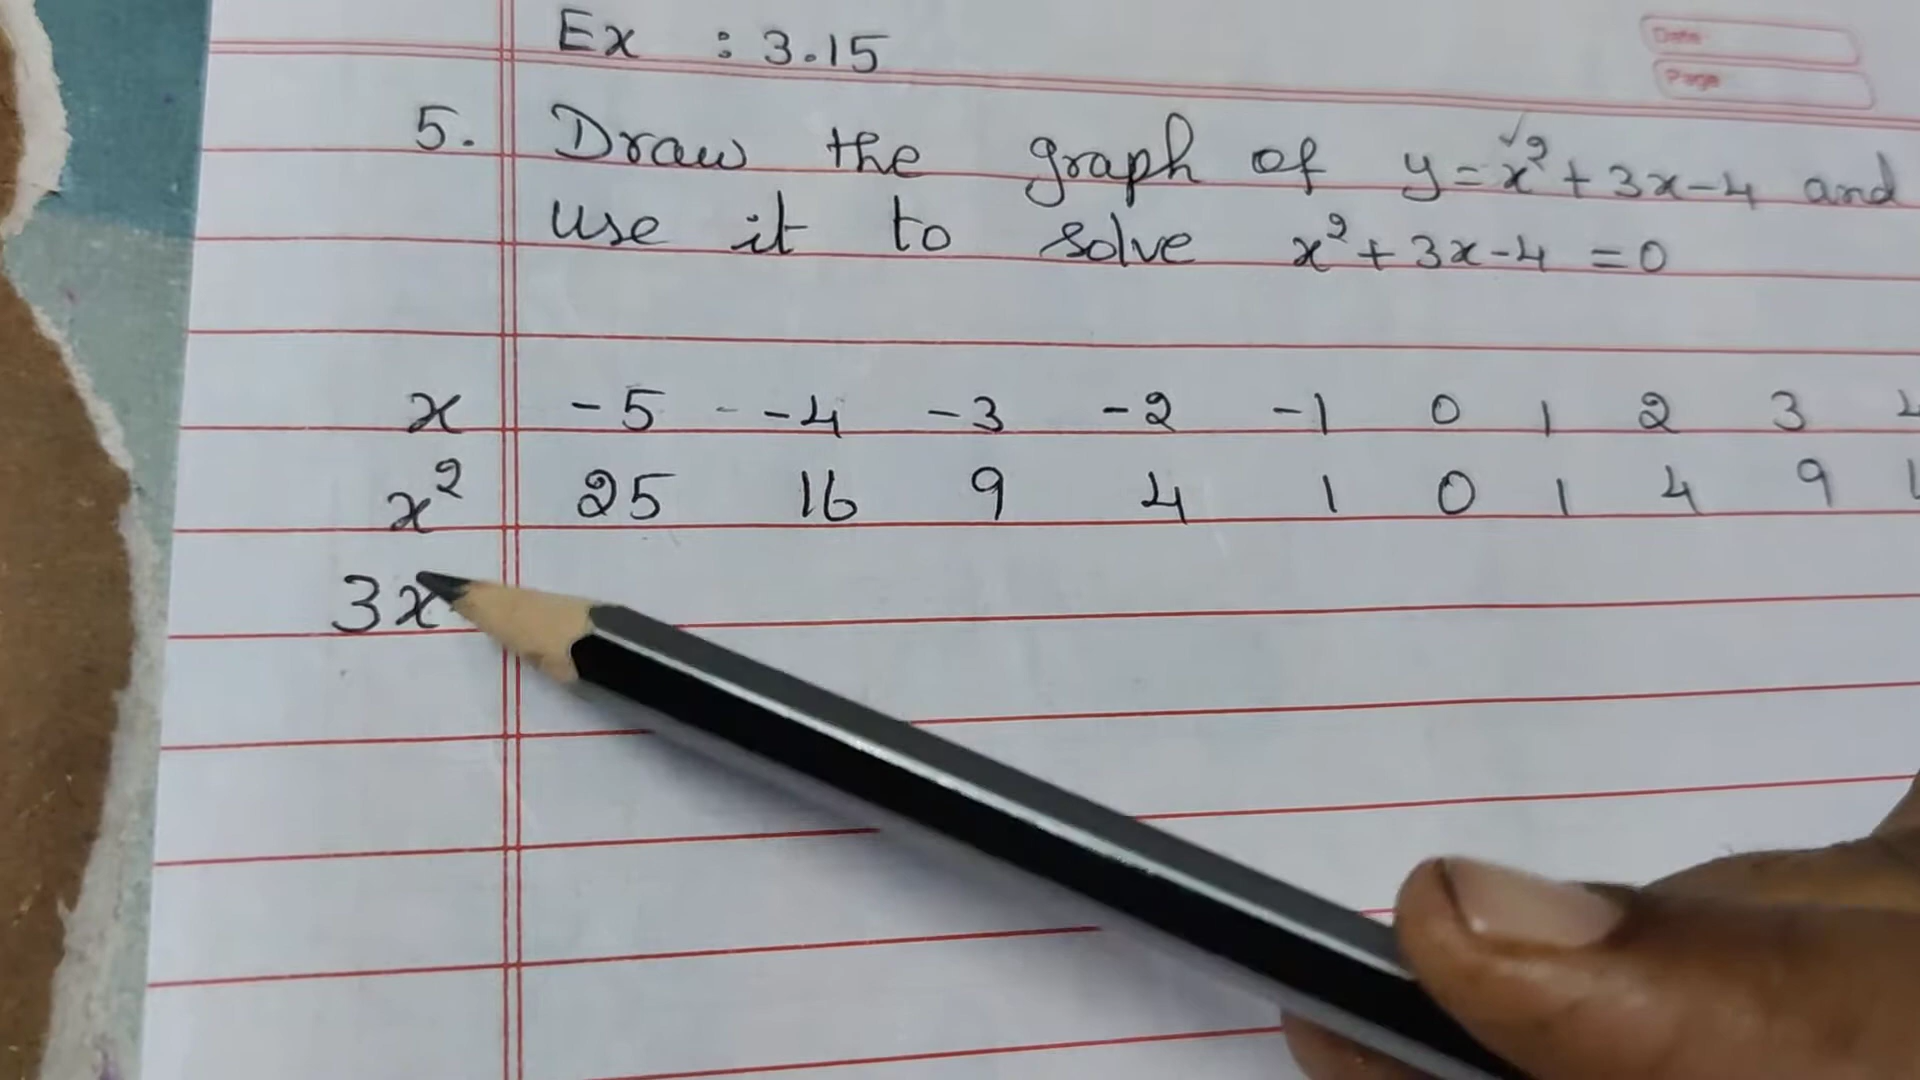 Ex : 3.15
Date
Page
5. Draw the graph of y = x² + 3x - 4 and
use it to solve x² + 3x - 4 = 0
x -5 -4 -3 -2 -1 0 1 2 3
x² 25 16 9 4 1 0 1 4 9
3x